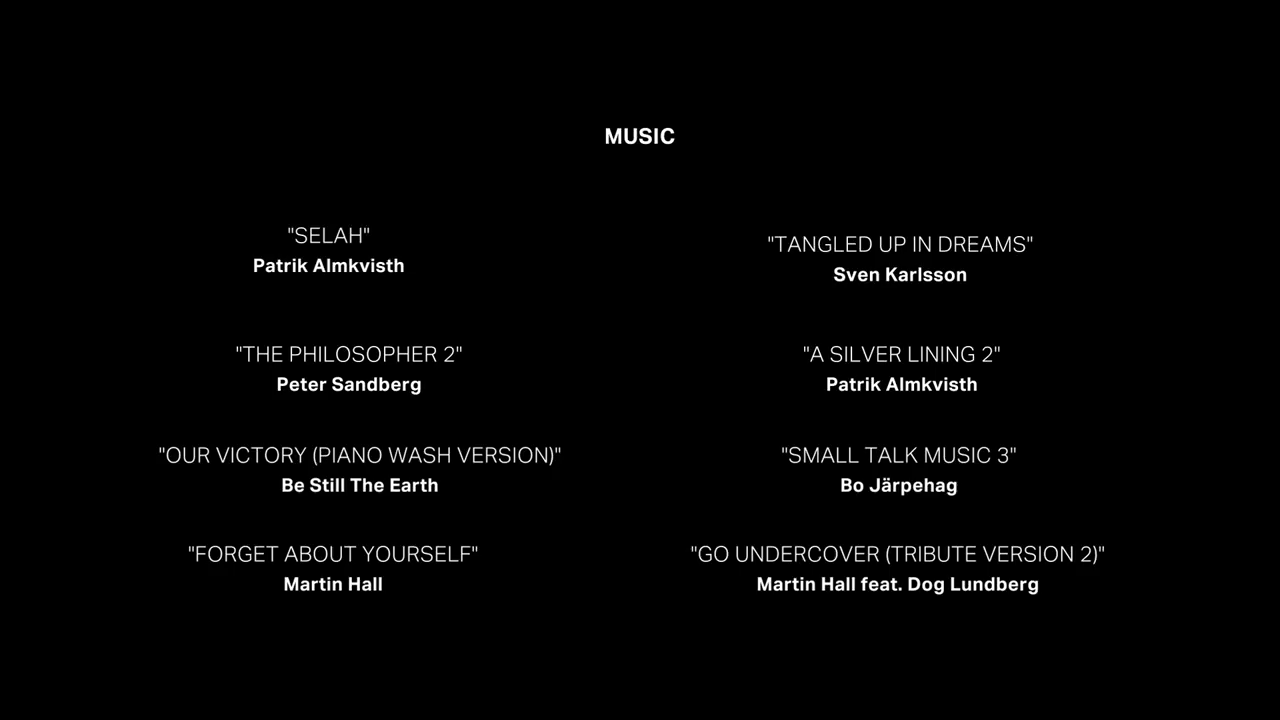 MUSIC
"SELAH"
Patrik Almkvisth
"TANGLED UP IN DREAMS"
Sven Karlsson
"THE PHILOSOPHER 2"
Peter Sandberg
"A SILVER LINING 2"
Patrik Almkvisth
"OUR VICTORY (PIANO WASH VERSION)"
Be Still The Earth
"SMALL TALK MUSIC 3"
Bo Järpehag
"FORGET ABOUT YOURSELF"
Martin Hall
"GO UNDERCOVER (TRIBUTE VERSION 2)"
Martin Hall feat. Dog Lundberg